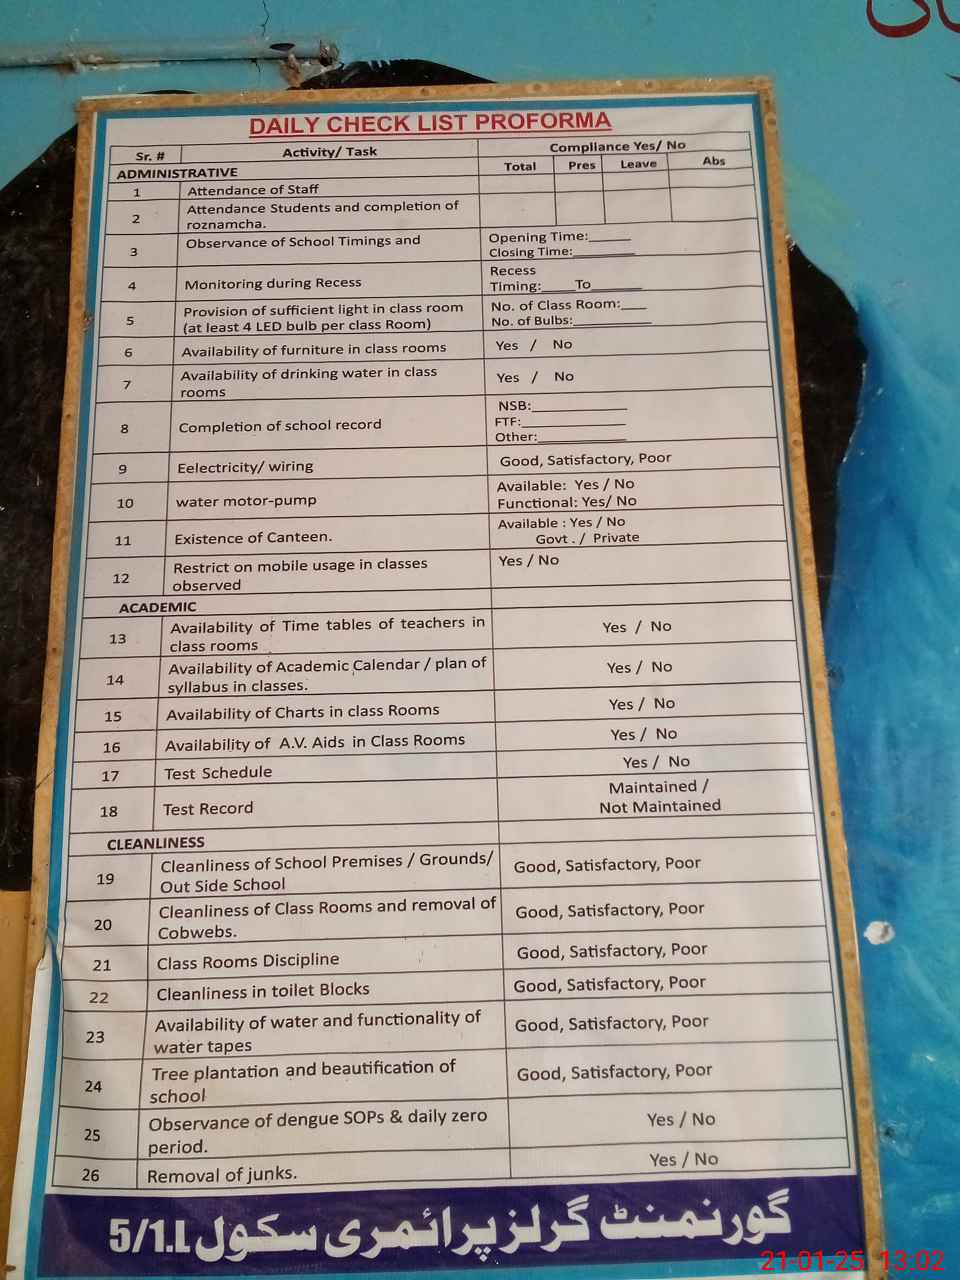 DAILY CHECK LIST PROFORMA
Sr. # Activity/ Task Compliance Yes/ No
ADMINISTRATIVE Total Pres Leave Abs
1 Attendance of Staff
2 Attendance Students and completion of
roznamcha.
3 Observance of School Timings and Opening Time:______
Closing Time:_________
4 Monitoring during Recess Recess
Timing:_____To_______
5 Provision of sufficient light in class room No. of Class Room:____
(at least 4 LED bulb per class Room) No. of Bulbs:___________
6 Availability of furniture in class rooms Yes / No
7 Availability of drinking water in class Yes / No
rooms
8 Completion of school record NSB:______________
FTF:_______________
Other:_____________
9 Eelectricity/ wiring Good, Satisfactory, Poor
10 water motor-pump Available: Yes / No
Functional: Yes/ No
11 Existence of Canteen. Available : Yes / No
Govt . / Private
12 Restrict on mobile usage in classes Yes / No
observed
ACADEMIC
13 Availability of Time tables of teachers in Yes / No
class rooms
14 Availability of Academic Calendar / plan of Yes / No
syllabus in classes.
15 Availability of Charts in class Rooms Yes / No
16 Availability of A.V. Aids in Class Rooms Yes / No
17 Test Schedule Yes / No
18 Test Record Maintained /
Not Maintained
CLEANLINESS
19 Cleanliness of School Premises / Grounds/ Good, Satisfactory, Poor
Out Side School
20 Cleanliness of Class Rooms and removal of Good, Satisfactory, Poor
Cobwebs.
21 Class Rooms Discipline Good, Satisfactory, Poor
22 Cleanliness in toilet Blocks Good, Satisfactory, Poor
23 Availability of water and functionality of Good, Satisfactory, Poor
water tapes
24 Tree plantation and beautification of Good, Satisfactory, Poor
school
25 Observance of dengue SOPs & daily zero Yes / No
period.
26 Removal of junks. Yes / No
گورنمنٹ گرلز پرائمری سکول 5/1.L
21-01-25 13:02